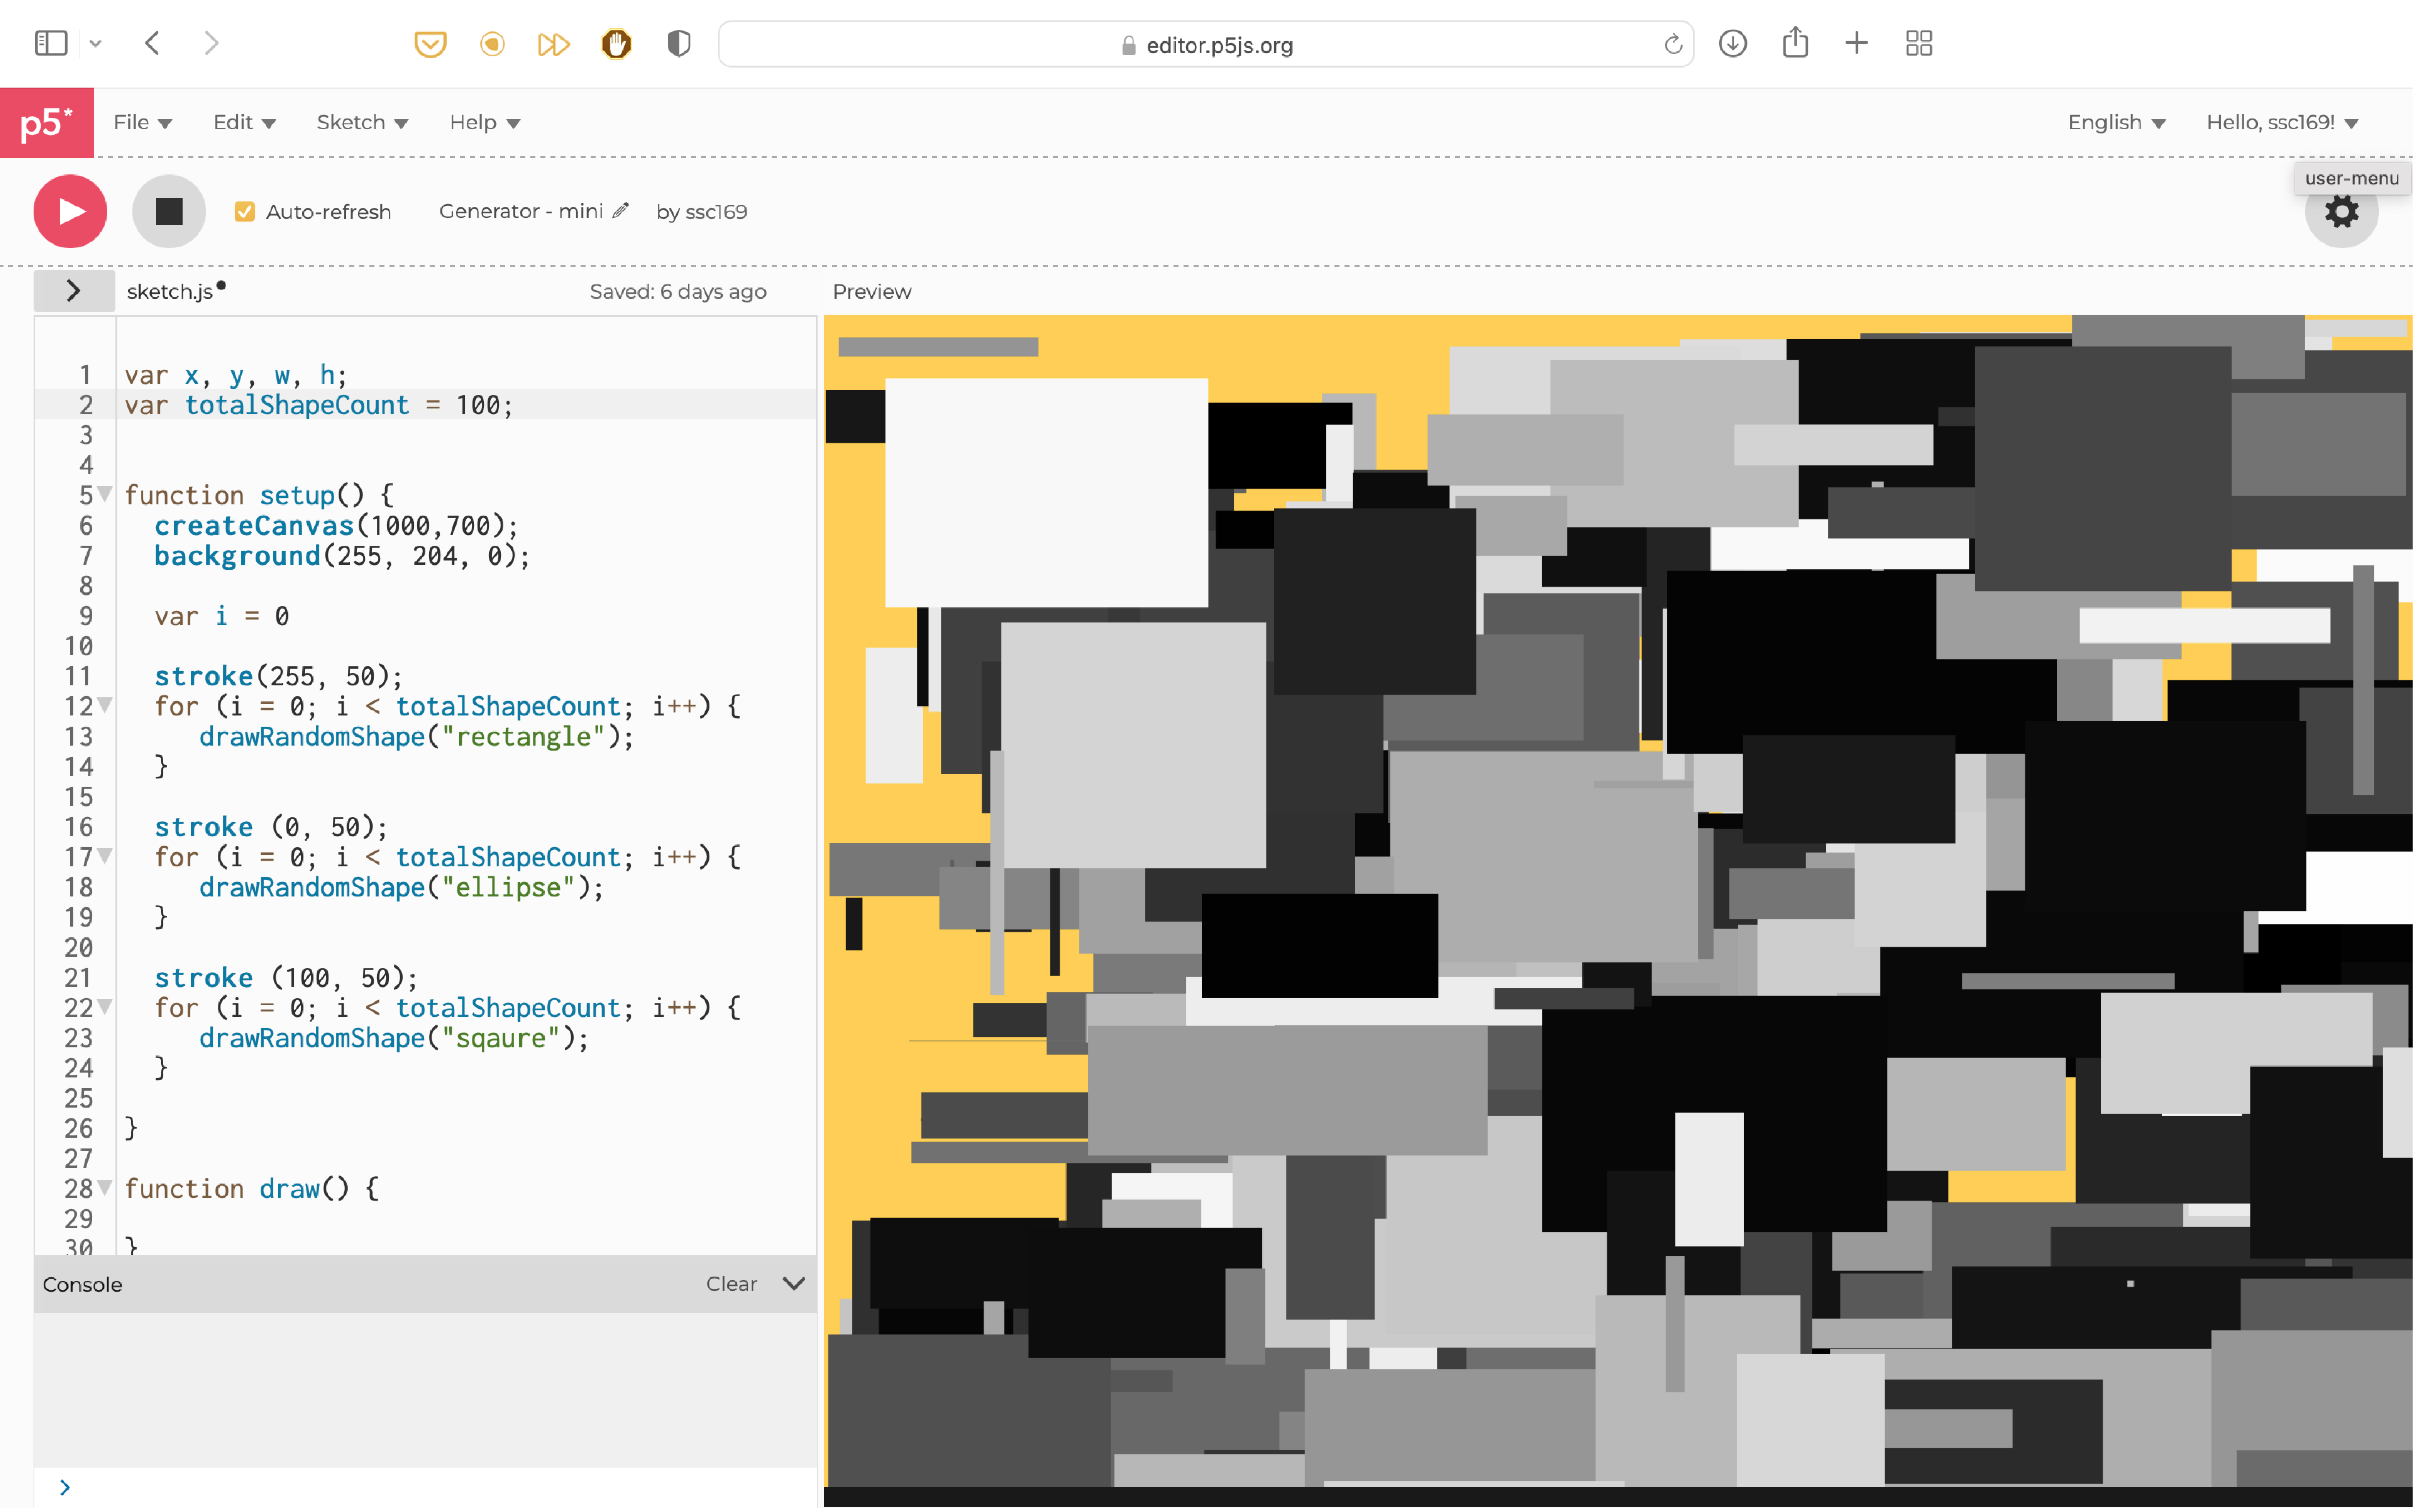 editor.p5js.org
p5* File Edit Sketch Help English Hello, ssc169!
user-menu
Auto-refresh Generator - mini by ssc169
sketch.js Saved: 6 days ago Preview
1 var x, y, w, h;
2 var totalShapeCount = 100;
3
4
5 function setup() {
6 createCanvas(1000,700);
7 background(255, 204, 0);
8
9 var i = 0
10
11 stroke(255, 50);
12 for (i = 0; i < totalShapeCount; i++) {
13 drawRandomShape("rectangle");
14 }
15
16 stroke (0, 50);
17 for (i = 0; i < totalShapeCount; i++) {
18 drawRandomShape("ellipse");
19 }
20
21 stroke (100, 50);
22 for (i = 0; i < totalShapeCount; i++) {
23 drawRandomShape("sqaure");
24 }
25
26 }
27
28 function draw() {
29
30 }
Console Clear